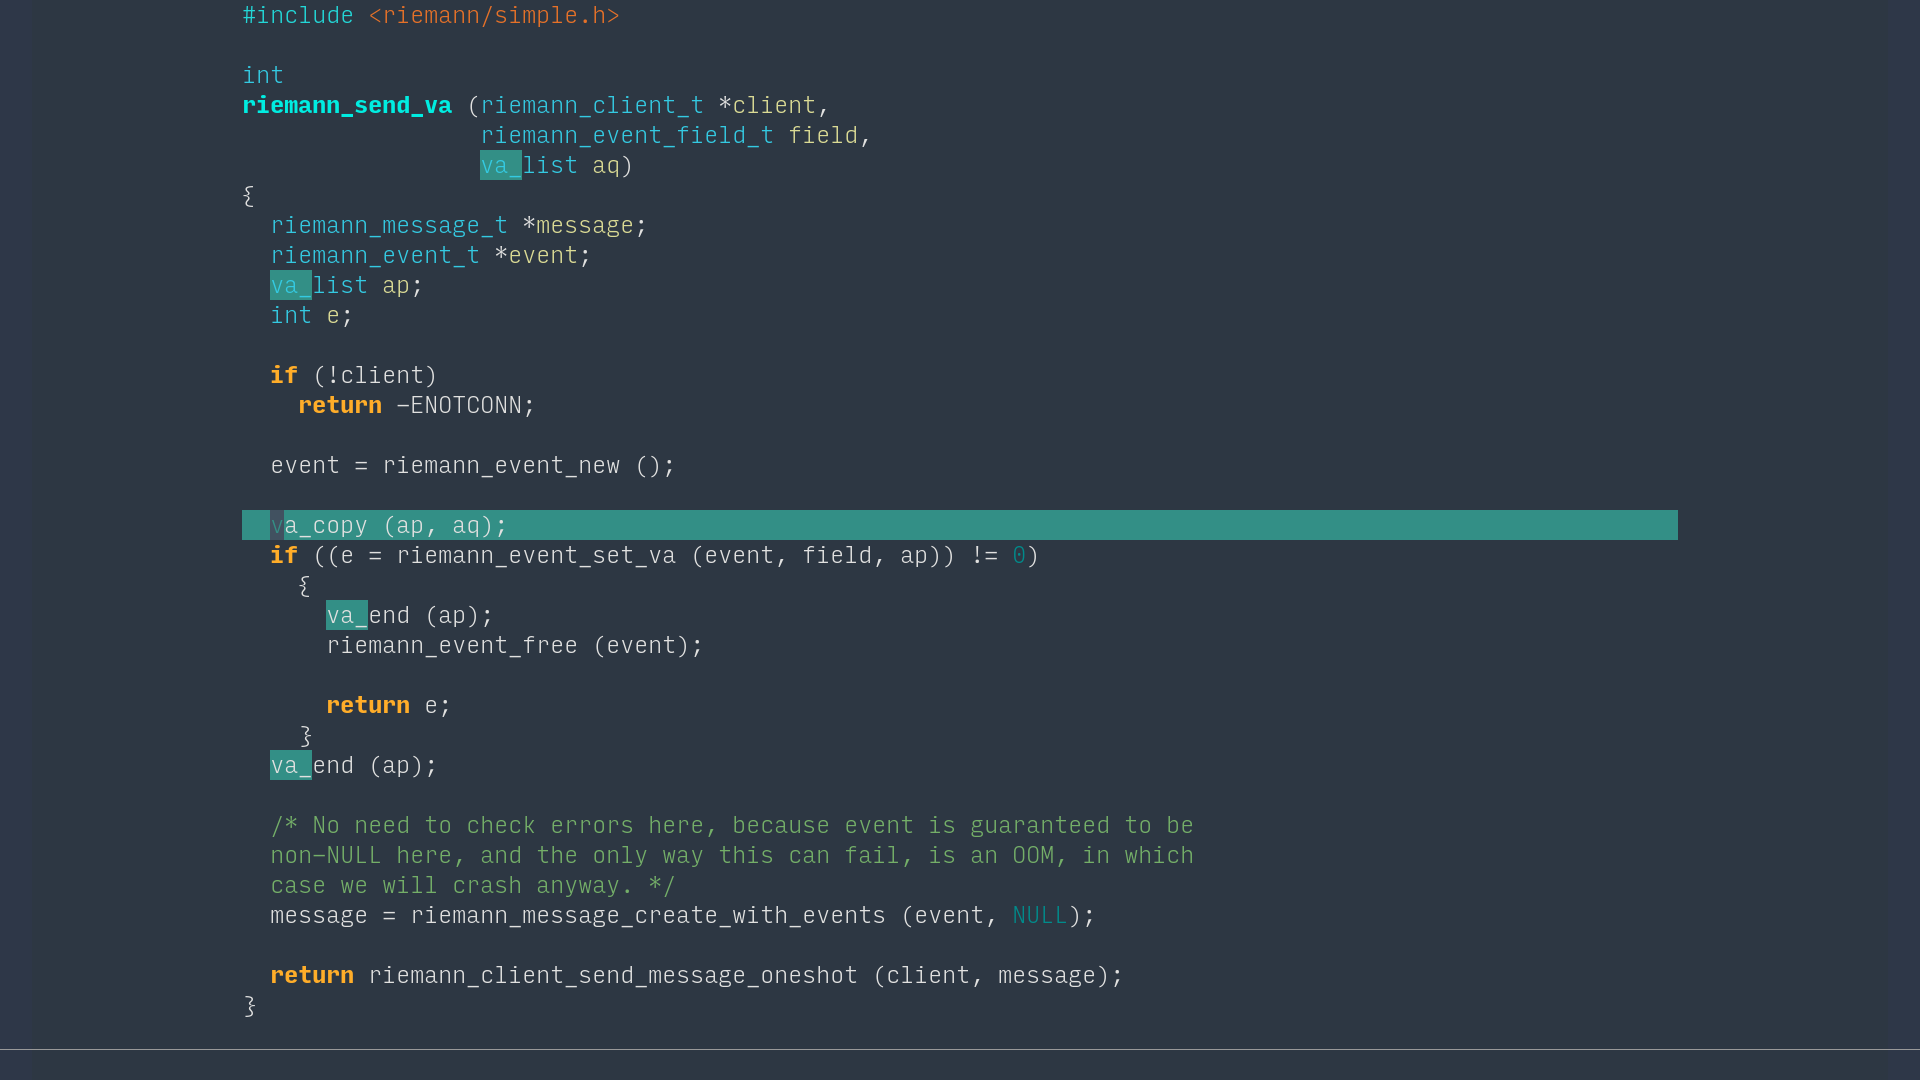 #include <riemann/simple.h>

int
riemann_send_va (riemann_client_t *client,
                 riemann_event_field_t field,
                 va_list aq)
{
  riemann_message_t *message;
  riemann_event_t *event;
  va_list ap;
  int e;

  if (!client)
    return -ENOTCONN;

  event = riemann_event_new ();

  va_copy (ap, aq);
  if ((e = riemann_event_set_va (event, field, ap)) != 0)
    {
      va_end (ap);
      riemann_event_free (event);

      return e;
    }
  va_end (ap);

  /* No need to check errors here, because event is guaranteed to be
  non-NULL here, and the only way this can fail, is an OOM, in which
  case we will crash anyway. */
  message = riemann_message_create_with_events (event, NULL);

  return riemann_client_send_message_oneshot (client, message);
}